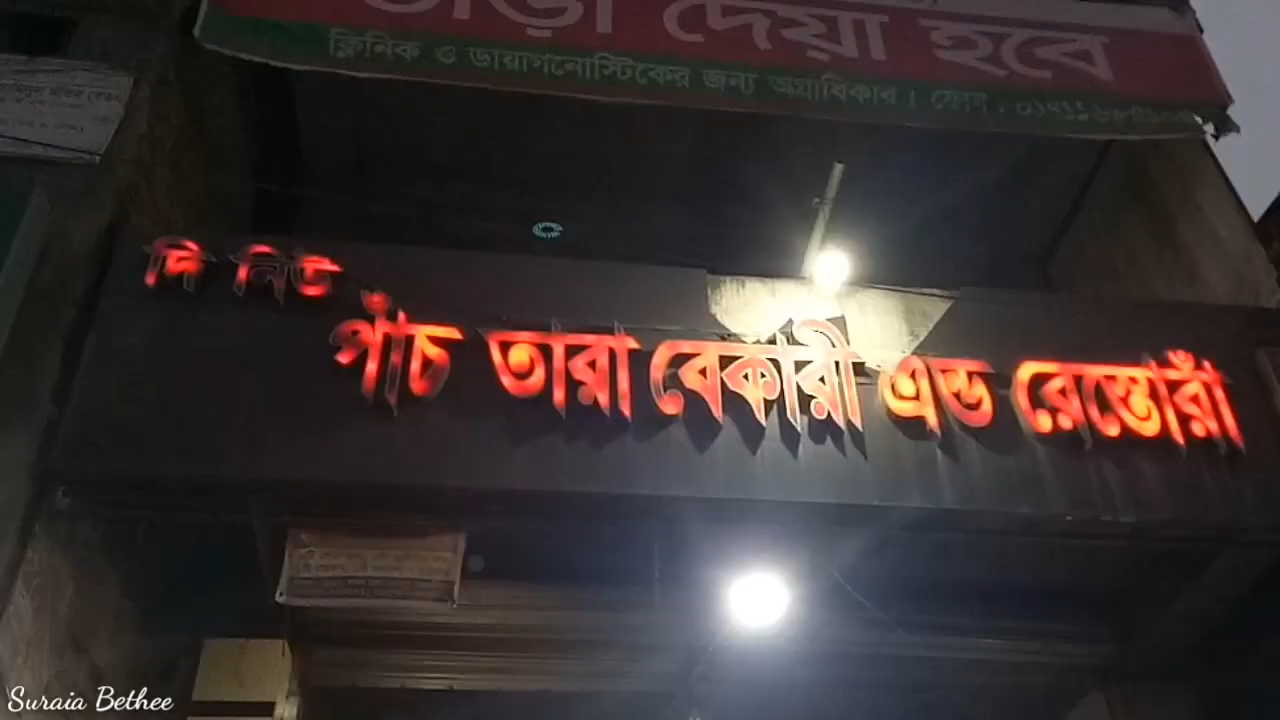 ভাড়া দেয়া হবে
ক্লিনিক ও ডায়াগনোস্টিকের জন্য অগ্রাধিকার। ফোন :
দি নিউ
পাঁচ তারা বেকারী এন্ড রেস্তোরাঁ
Suraia Bethee